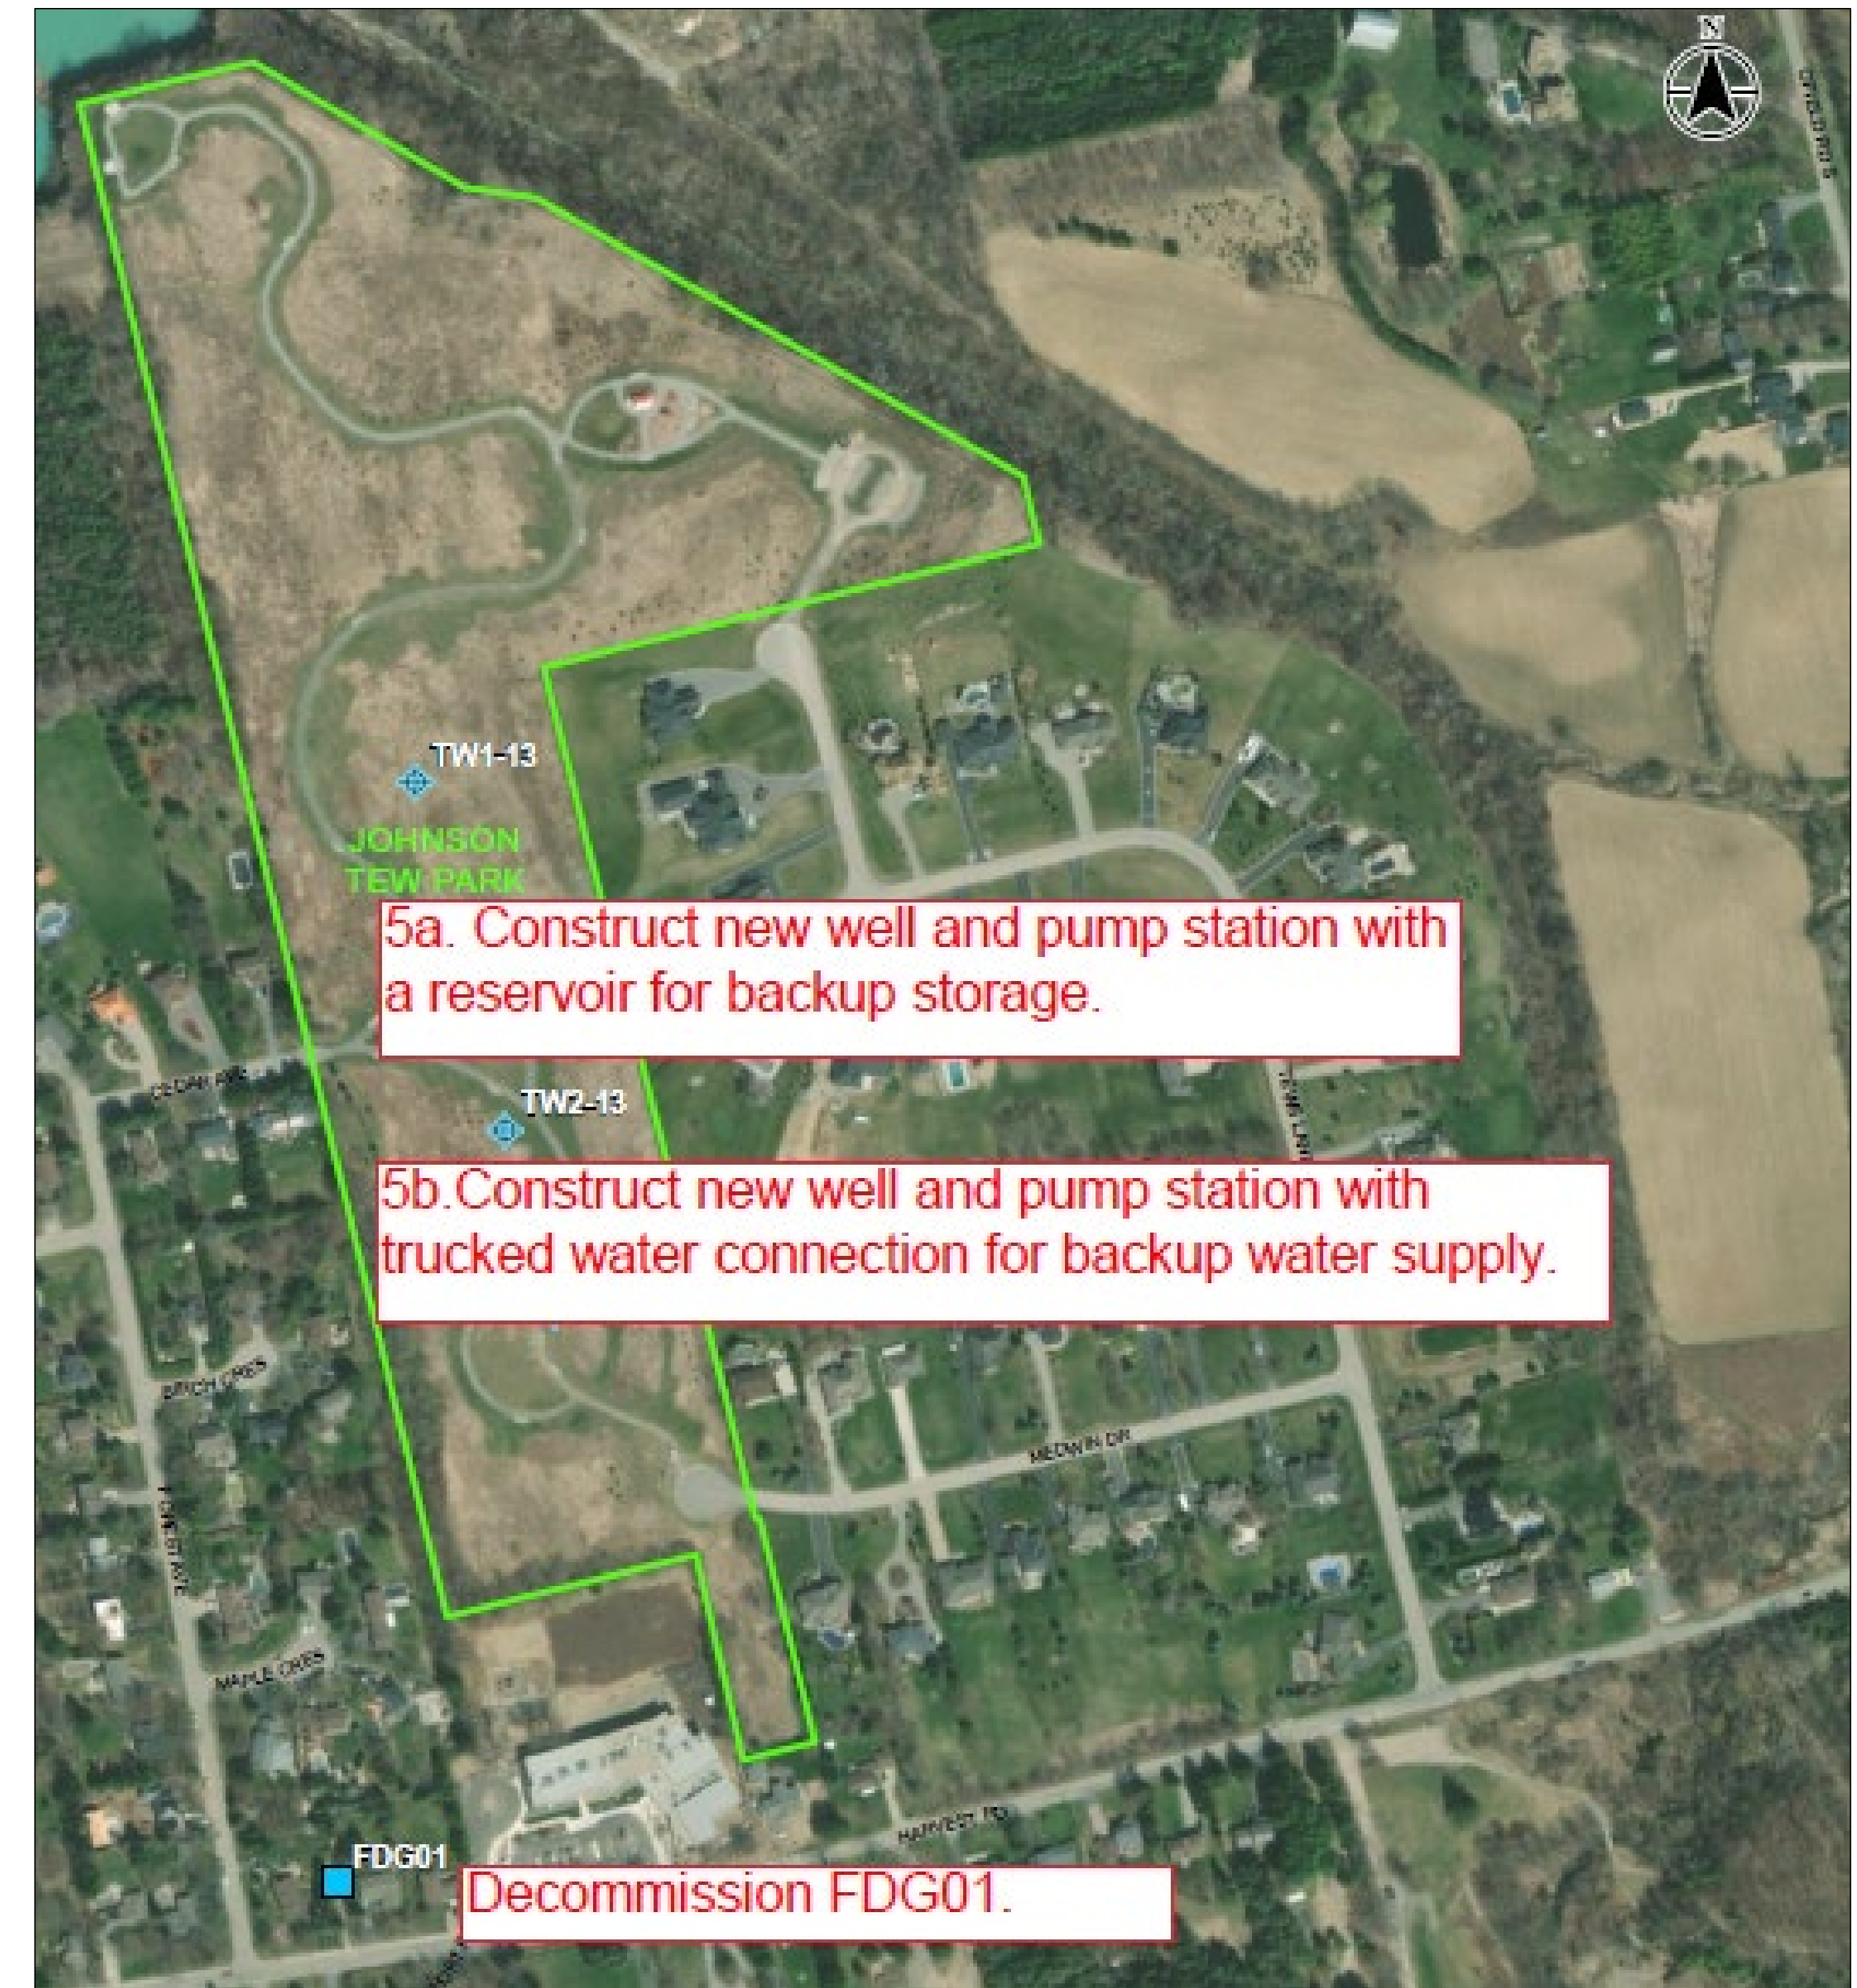 N
TW1-13
JOHNSON
TEW PARK
5a. Construct new well and pump station with
a reservoir for backup storage.
CEDAR AVE
TW2-13
5b.Construct new well and pump station with
trucked water connection for backup water supply.
BIRCH CRES
MEDWIN DR
FOREST AVE
MAPLE CRES
HARVEST RD
FDG01
Decommission FDG01.